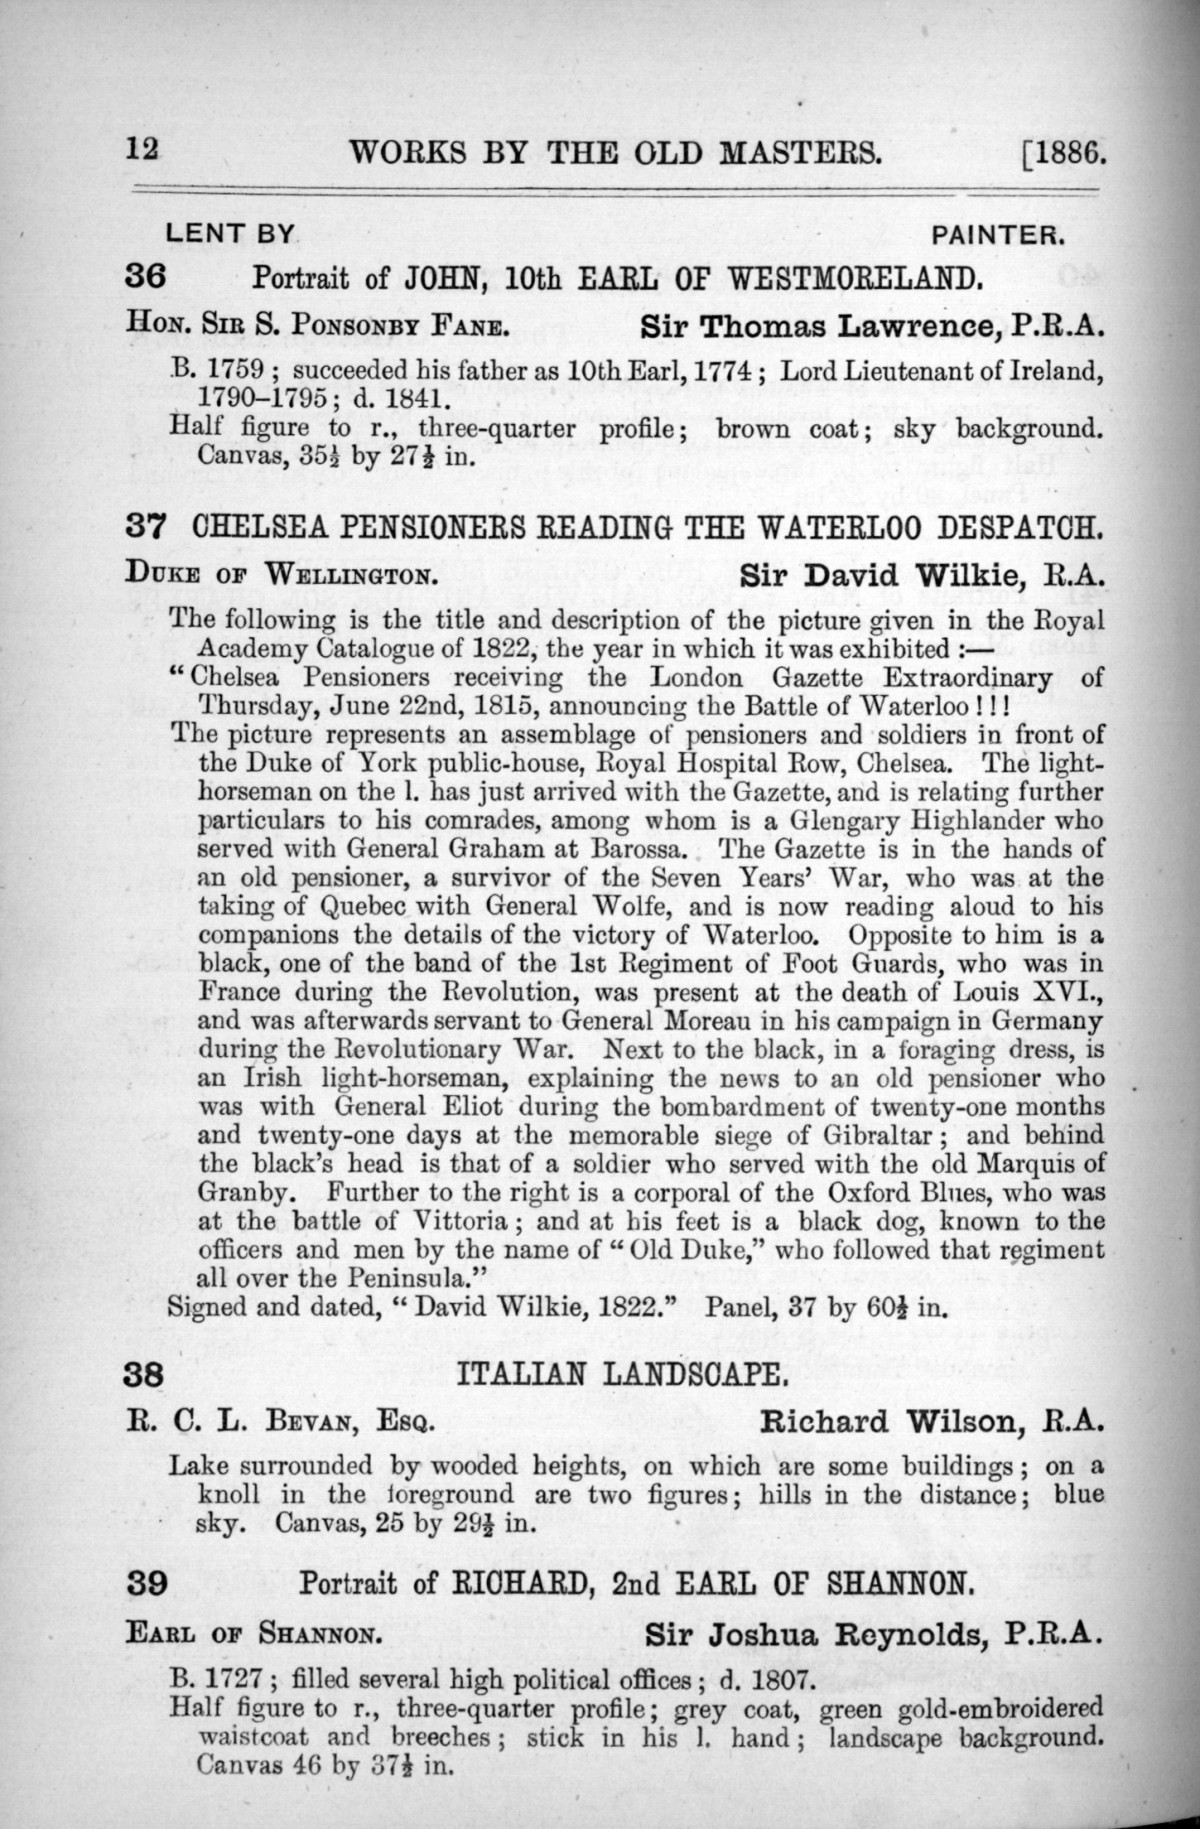 12 WORKS BY THE OLD MASTERS. [1886.
LENT BY PAINTER.
36 Portrait of JOHN, 10th EARL OF WESTMORELAND.
HON. SIR S. PONSONBY FANE. Sir Thomas Lawrence, P.R.A.
B. 1759 ; succeeded his father as 10th Earl, 1774 ; Lord Lieutenant of Ireland,
1790–1795 ; d. 1841.
Half figure to r., three-quarter profile ; brown coat ; sky background.
Canvas, 35½ by 27½ in.
37 CHELSEA PENSIONERS READING THE WATERLOO DESPATCH.
DUKE OF WELLINGTON. Sir David Wilkie, R.A.
The following is the title and description of the picture given in the Royal
Academy Catalogue of 1822, the year in which it was exhibited :—
“ Chelsea Pensioners receiving the London Gazette Extraordinary of
Thursday, June 22nd, 1815, announcing the Battle of Waterloo ! ! !
The picture represents an assemblage of pensioners and soldiers in front of
the Duke of York public-house, Royal Hospital Row, Chelsea. The light-
horseman on the l. has just arrived with the Gazette, and is relating further
particulars to his comrades, among whom is a Glengary Highlander who
served with General Graham at Barossa. The Gazette is in the hands of
an old pensioner, a survivor of the Seven Years’ War, who was at the
taking of Quebec with General Wolfe, and is now reading aloud to his
companions the details of the victory of Waterloo. Opposite to him is a
black, one of the band of the 1st Regiment of Foot Guards, who was in
France during the Revolution, was present at the death of Louis XVI.,
and was afterwards servant to General Moreau in his campaign in Germany
during the Revolutionary War. Next to the black, in a foraging dress, is
an Irish light-horseman, explaining the news to an old pensioner who
was with General Eliot during the bombardment of twenty-one months
and twenty-one days at the memorable siege of Gibraltar ; and behind
the black’s head is that of a soldier who served with the old Marquis of
Granby. Further to the right is a corporal of the Oxford Blues, who was
at the battle of Vittoria ; and at his feet is a black dog, known to the
officers and men by the name of “ Old Duke,” who followed that regiment
all over the Peninsula.”
Signed and dated, “ David Wilkie, 1822.” Panel, 37 by 60½ in.
38 ITALIAN LANDSCAPE.
R. C. L. BEVAN, ESQ. Richard Wilson, R.A.
Lake surrounded by wooded heights, on which are some buildings ; on a
knoll in the foreground are two figures ; hills in the distance ; blue
sky. Canvas, 25 by 29½ in.
39 Portrait of RICHARD, 2nd EARL OF SHANNON.
EARL OF SHANNON. Sir Joshua Reynolds, P.R.A.
B. 1727 ; filled several high political offices ; d. 1807.
Half figure to r., three-quarter profile ; grey coat, green gold-embroidered
waistcoat and breeches ; stick in his l. hand ; landscape background.
Canvas 46 by 37½ in.